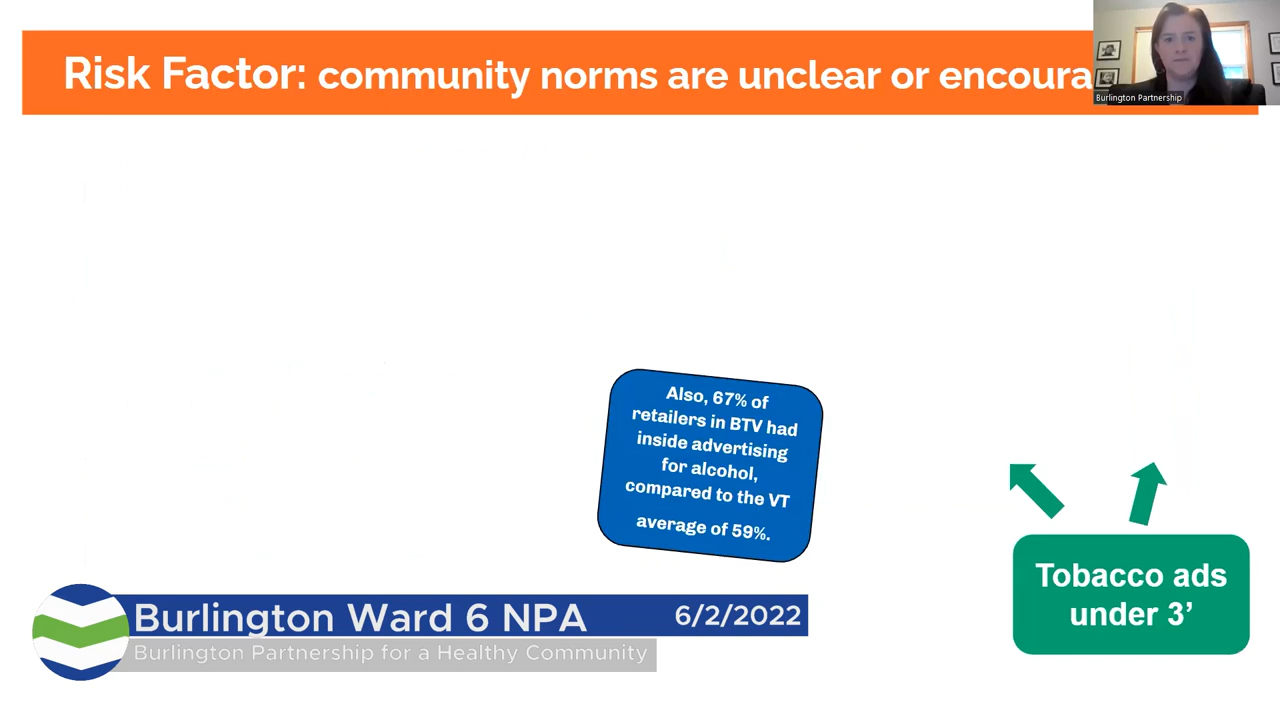 Risk Factor: community norms are unclear or encoura
Burlington Partnership
Also, 67% of
retailers in BTV had
inside advertising
for alcohol,
compared to the VT
average of 59%.
Tobacco ads
under 3’
Burlington Ward 6 NPA 6/2/2022
Burlington Partnership for a Healthy Community